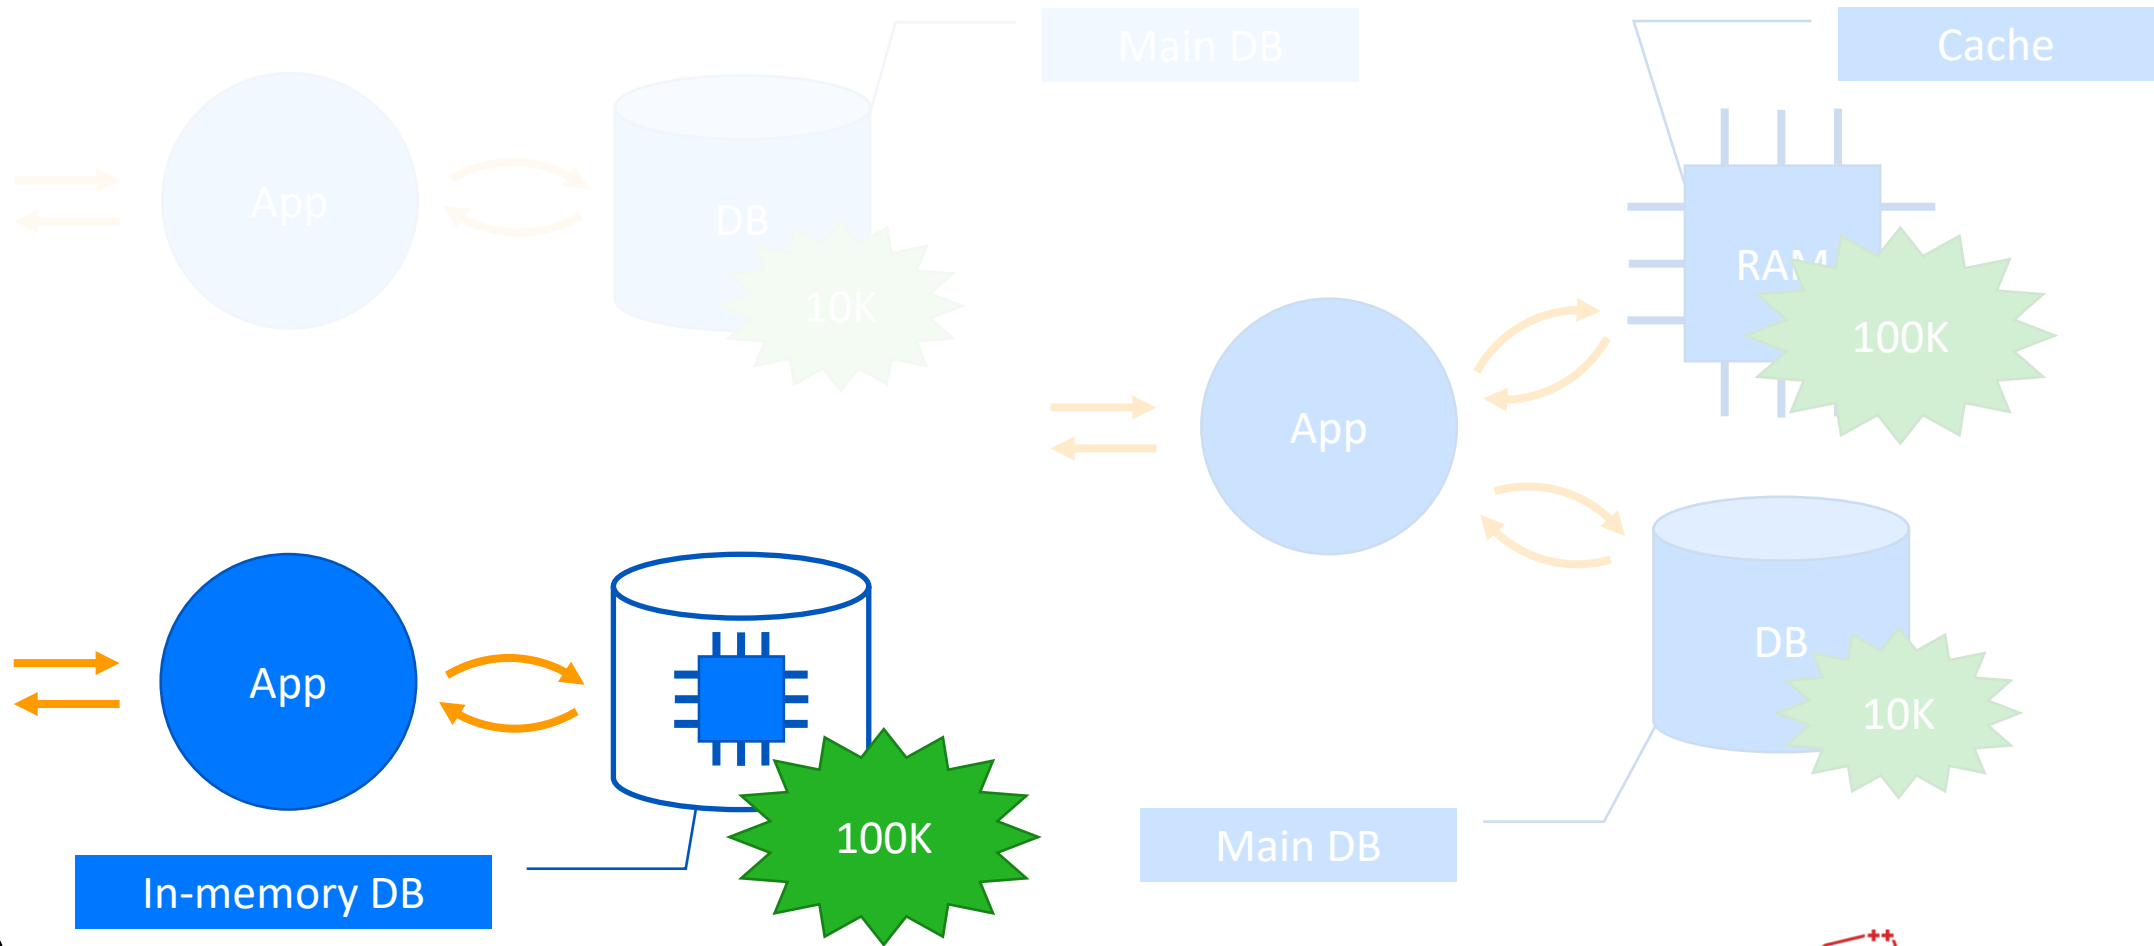 Main DB
Cache
App
DB
10K
RAM
100K
App
DB
10K
Main DB
App
100K
In-memory DB